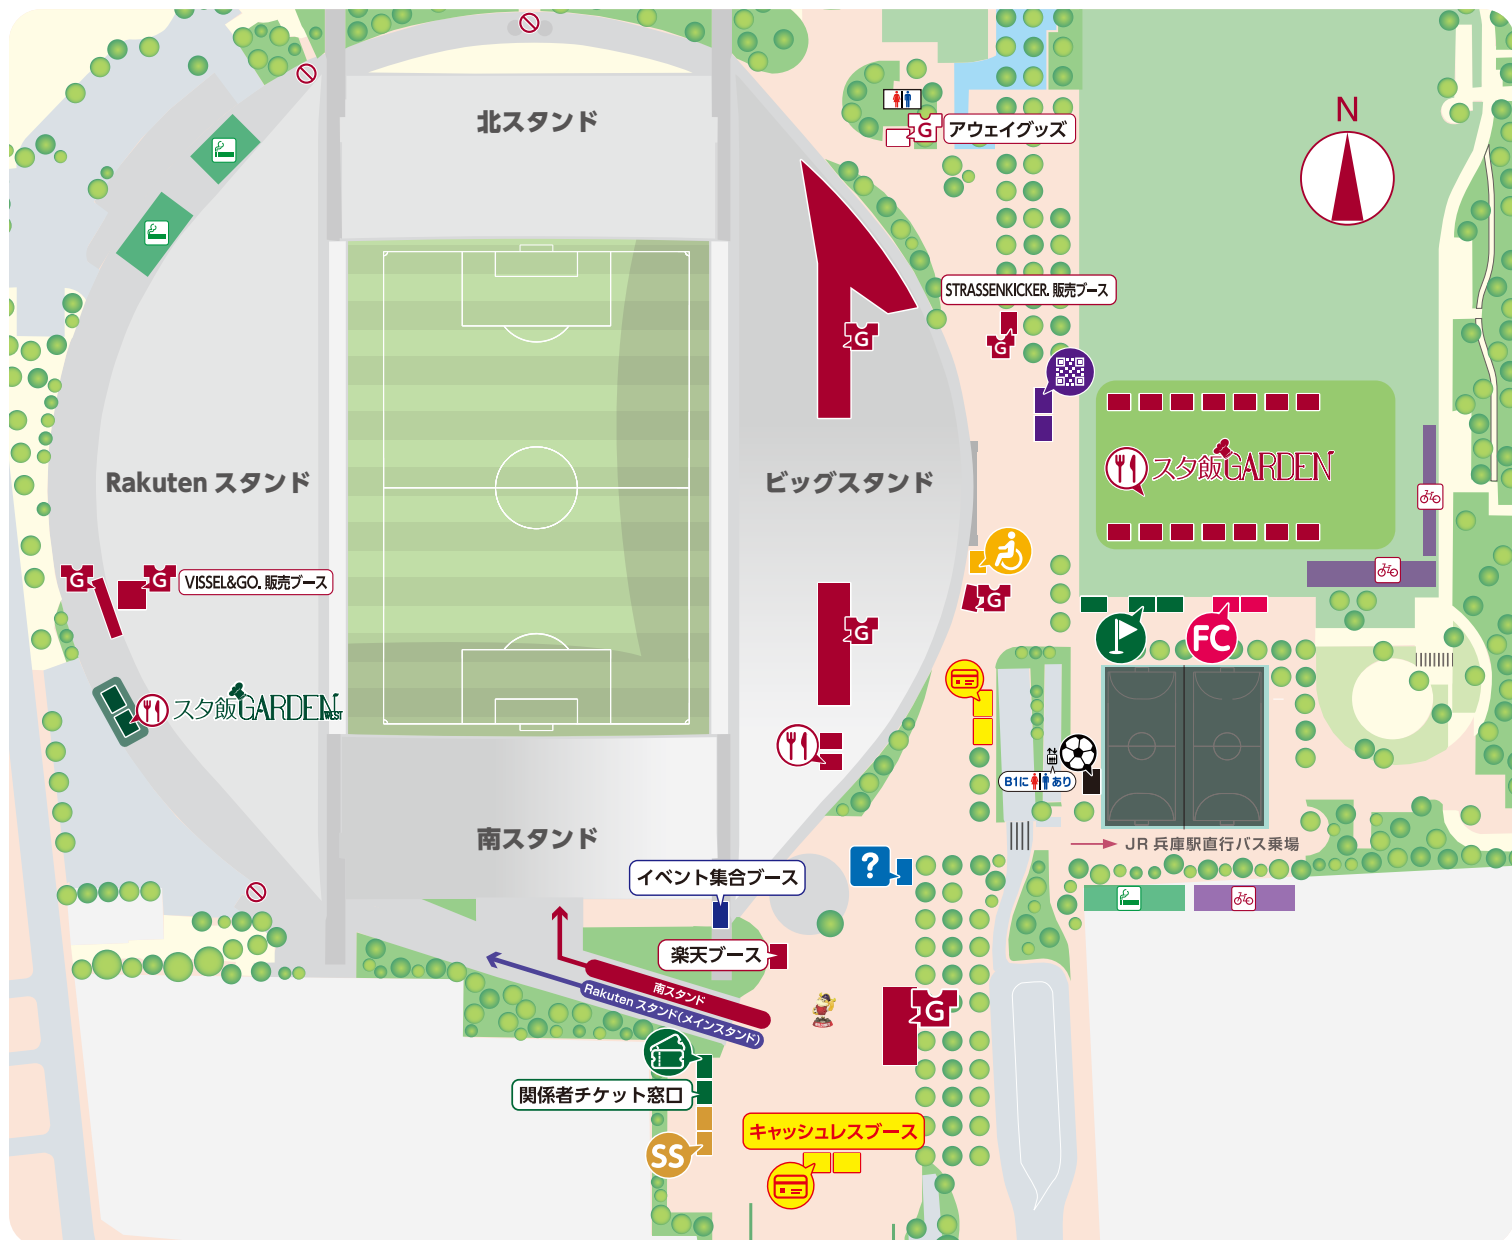 北スタンド
N
G アウェイグッズ
STRASSENKICKER. 販売ブース
G
G
Rakuten スタンド
ビッグスタンド
スタ飯GARDEN
G
G
VISSEL&GO. 販売ブース
G
G
FC
スタ飯GARDEN
WEST
B1に あり
南スタンド
JR 兵庫駅直行バス乗場
イベント集合ブース
?
楽天ブース
南スタンド
Rakuten スタンド(メインスタンド)
G
関係者チケット窓口
キャッシュレスブース
SS